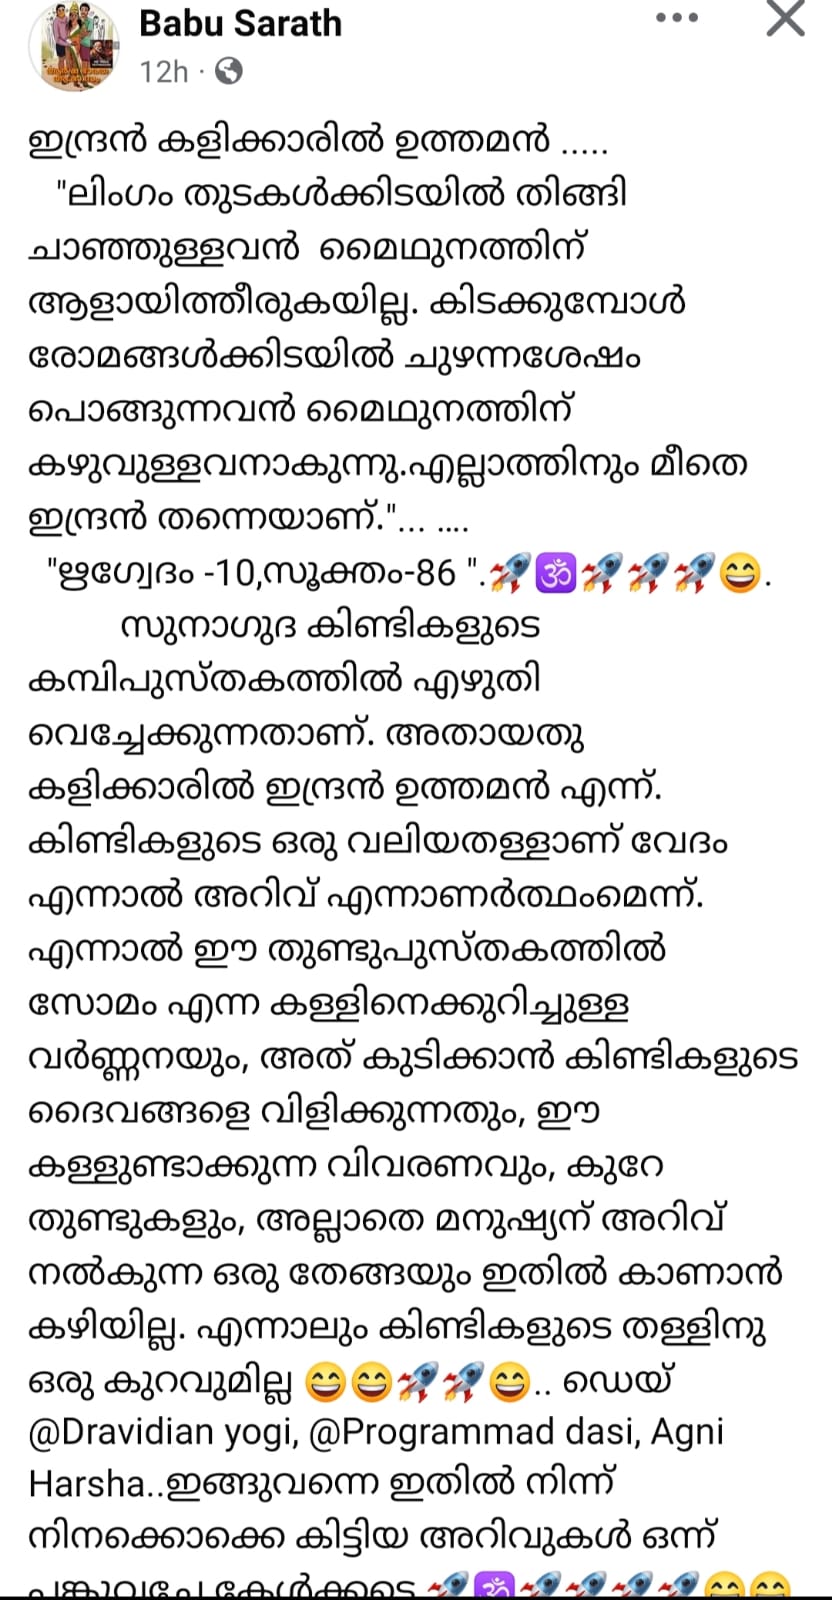 Babu Sarath
12h ·
ഇന്ദ്രൻ കളിക്കാരിൽ ഉത്തമൻ .....
"ലിംഗം തുടകൾക്കിടയിൽ തിങ്ങി
ചാഞ്ഞുള്ളവൻ മൈഥുനത്തിന്
ആളായിത്തീരുകയില്ല. കിടക്കുമ്പോൾ
രോമങ്ങൾക്കിടയിൽ ചുഴന്നശേഷം
പൊങ്ങുന്നവൻ മൈഥുനത്തിന്
കഴുവുള്ളവനാകുന്നു.എല്ലാത്തിനും മീതെ
ഇന്ദ്രൻ തന്നെയാണ്."... ....
"ഋഗ്വേദം -10,സൂക്തം-86 ".🚀🕉🚀🚀🚀😄.
സുനാഗുദ കിണ്ടികളുടെ
കമ്പിപുസ്തകത്തിൽ എഴുതി
വെച്ചേക്കുന്നതാണ്. അതായതു
കളിക്കാരിൽ ഇന്ദ്രൻ ഉത്തമൻ എന്ന്.
കിണ്ടികളുടെ ഒരു വലിയതള്ളാണ് വേദം
എന്നാൽ അറിവ് എന്നാണർത്ഥംമെന്ന്.
എന്നാൽ ഈ തുണ്ടുപുസ്തകത്തിൽ
സോമം എന്ന കള്ളിനെക്കുറിച്ചുള്ള
വർണ്ണനയും, അത് കുടിക്കാൻ കിണ്ടികളുടെ
ദൈവങ്ങളെ വിളിക്കുന്നതും, ഈ
കള്ളുണ്ടാക്കുന്ന വിവരണവും, കുറേ
തുണ്ടുകളും, അല്ലാതെ മനുഷ്യന് അറിവ്
നൽകുന്ന ഒരു തേങ്ങയും ഇതിൽ കാണാൻ
കഴിയില്ല. എന്നാലും കിണ്ടികളുടെ തള്ളിനു
ഒരു കുറവുമില്ല 😄😄🚀🚀😄.. ഡെയ്
@Dravidian yogi, @Programmad dasi, Agni
Harsha..ഇങ്ങുവന്നെ ഇതിൽ നിന്ന്
നിനക്കൊക്കെ കിട്ടിയ അറിവുകൾ ഒന്ന്
🚀🕉🚀🚀🚀🚀😄😄